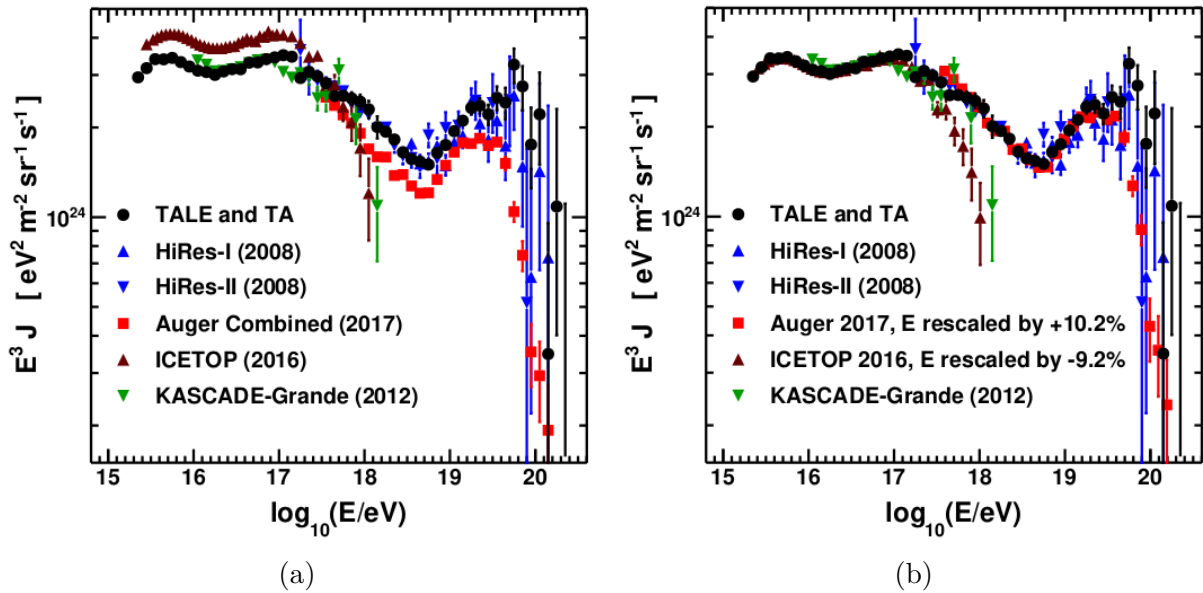 E³ J [ eV² m⁻² sr⁻¹ s⁻¹ ]
10²⁴
TALE and TA
HiRes-I (2008)
HiRes-II (2008)
Auger Combined (2017)
ICETOP (2016)
KASCADE-Grande (2012)
15 16 17 18 19 20
log₁₀(E/eV)
(a)
E³ J [ eV² m⁻² sr⁻¹ s⁻¹ ]
10²⁴
TALE and TA
HiRes-I (2008)
HiRes-II (2008)
Auger 2017, E rescaled by +10.2%
ICETOP 2016, E rescaled by -9.2%
KASCADE-Grande (2012)
15 16 17 18 19 20
log₁₀(E/eV)
(b)